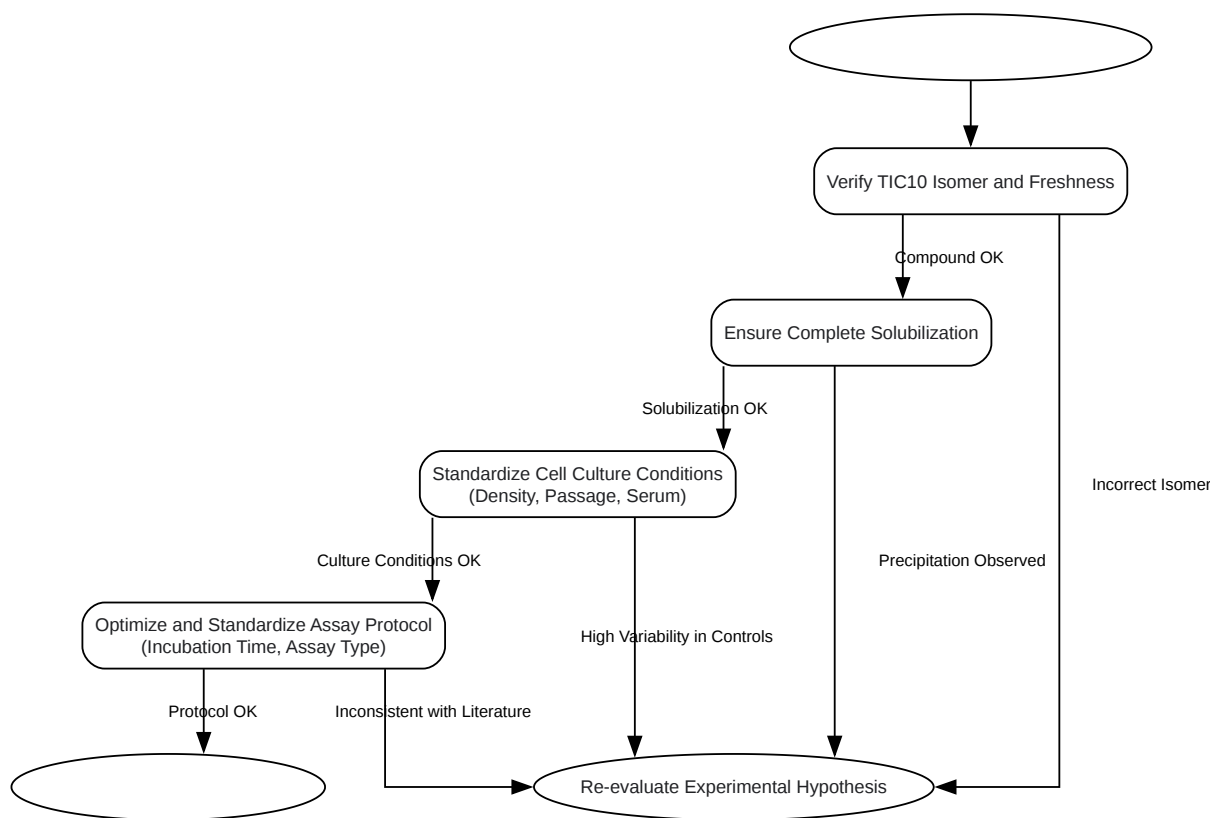 Verify TIC10 Isomer and Freshness
Compound OK
Ensure Complete Solubilization
Solubilization OK
Standardize Cell Culture Conditions
(Density, Passage, Serum)
Incorrect Isomer
Culture Conditions OK
Precipitation Observed
Optimize and Standardize Assay Protocol
(Incubation Time, Assay Type)
High Variability in Controls
Protocol OK
Inconsistent with Literature
Re-evaluate Experimental Hypothesis